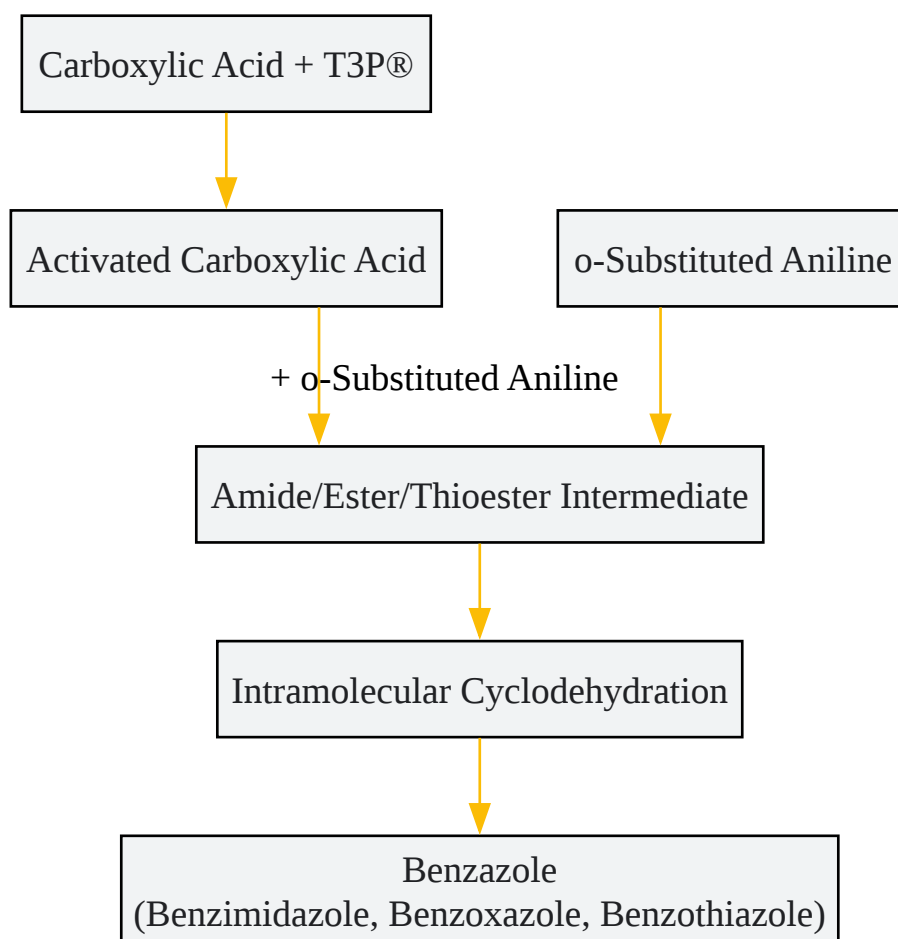 Carboxylic Acid + T3P®
Activated Carboxylic Acid
o-Substituted Aniline
+ o-Substituted Aniline
Amide/Ester/Thioester Intermediate
Intramolecular Cyclodehydration
Benzazole
(Benzimidazole, Benzoxazole, Benzothiazole)